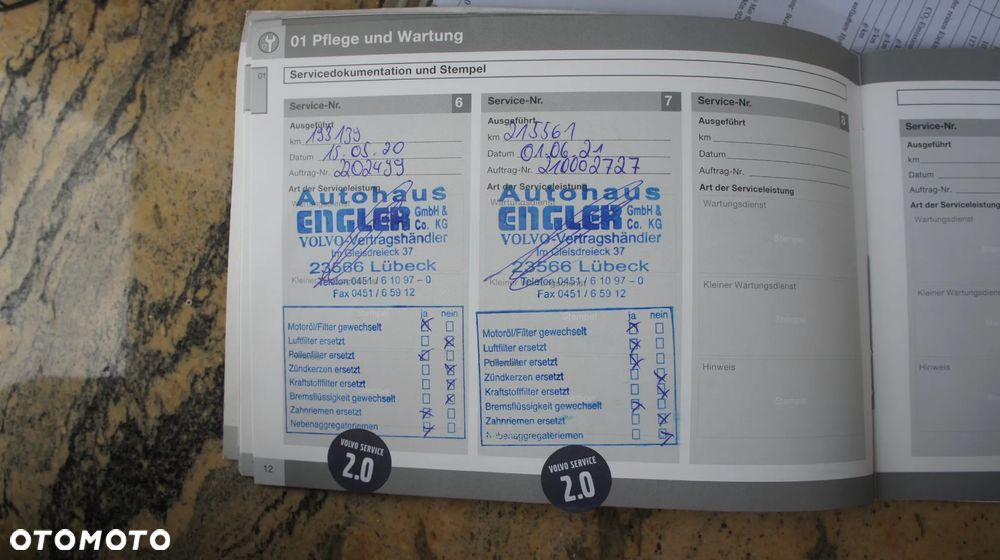 01 Pflege und Wartung
01
Servicedokumentation und Stempel
Service-Nr. 6
Ausgeführt
km 193139
Datum 15.05.20
Auftrag-Nr. 202499
Art der Serviceleistung
Autohaus
ENGLER GmbH & Co. KG
VOLVO-Vertragshändler
Im Gleisdreieck 37
23566 Lübeck
Kleiner Wartungsdienst
Telefon 0451 / 6 10 97 – 0
Fax 0451 / 6 59 12
ja nein
Motoröl/Filter gewechselt
Luftfilter ersetzt
Pollenfilter ersetzt
Zündkerzen ersetzt
Kraftstofffilter ersetzt
Bremsflüssigkeit gewechselt
Zahnriemen ersetzt
Nebenaggregateriemen
VOLVO SERVICE
2.0
12
Service-Nr. 7
Ausgeführt
km 215561
Datum 01.06.21
Auftrag-Nr. 210002727
Art der Serviceleistung
Wartungsdienst
Autohaus
ENGLER GmbH & Co. KG
VOLVO-Vertragshändler
Im Gleisdreieck 37
23566 Lübeck
Telefon 0451 / 6 10 97 – 0
Fax 0451 / 6 59 12
ja nein
Motoröl/Filter gewechselt
Luftfilter ersetzt
Pollenfilter ersetzt
Zündkerzen ersetzt
Kraftstofffilter ersetzt
Bremsflüssigkeit gewechselt
Zahnriemen ersetzt
Nebenaggregateriemen
VOLVO SERVICE
2.0
Service-Nr. 8
Ausgeführt
km
Datum
Auftrag-Nr.
Art der Serviceleistung
Wartungsdienst
Stempel
Kleiner Wartungsdienst
Stempel
Hinweis
Stempel
Service-Nr.
Ausgeführt
km
Datum
Auftrag-Nr.
Art der Serviceleistung
Wartungsdienst
Kleiner Wartungsdienst
Hinweis
OTOMOTO